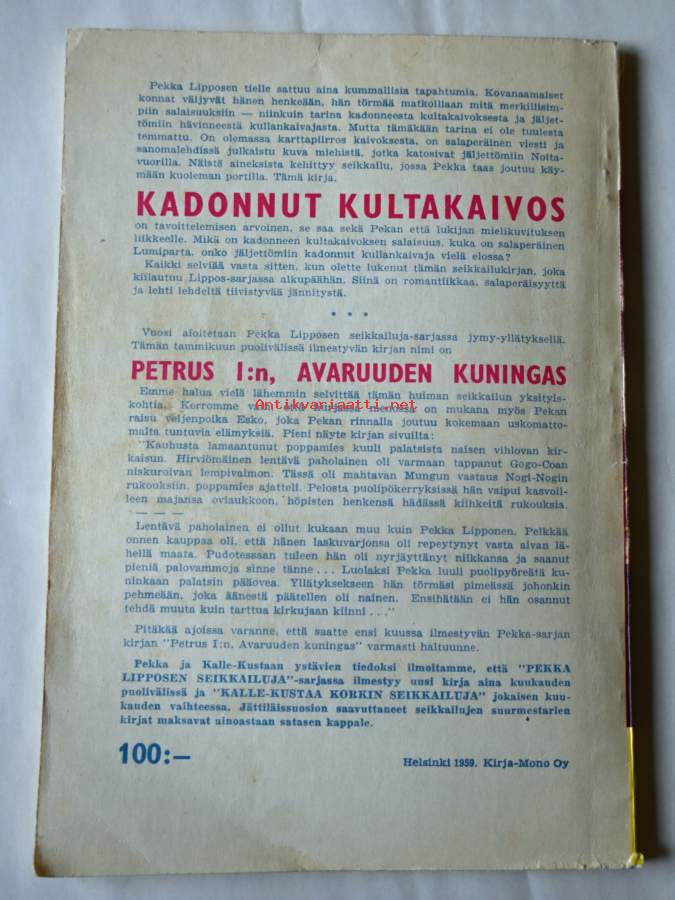 Pekka Lipposen tielle sattuu aina kummallisia tapahtumia. Kovanaamaiset
konnat väijyvät hänen henkeään, hän törmää matkoillaan mitä merkillisim-
piin salaisuuksiin — niinkuin tarina kadonneesta kultakaivoksesta ja jäljet-
tömiin hävinneestä kullankaivajasta. Mutta tämäkään tarina ei ole tuulesta
temmattu. On olemassa karttapiirros kaivoksesta, on salaperäinen viesti ja
sanomalehdissä julkaistu kuva miehistä, jotka katosivat jäljettömiin Noita-
vuorilla. Näistä aineksista kehittyy seikkailu, jossa Pekka taas joutuu käy-
mään kuoleman portilla. Tämä kirja,
KADONNUT KULTAKAIVOS
on tavoittelemisen arvoinen, se saa sekä Pekan että lukijan mielikuvituksen
liikkeelle. Mikä on kadonneen kultakaivoksen salaisuus, kuka on salaperäinen
Lumiparta, onko jäljettömiin kadonnut kullankaivaja vielä elossa?
Kaikki selviää vasta sitten, kun olette lukenut tämän seikkailukirjan, joka
kiilautuu Lippos-sarjassa alkupäähän. Siinä on romantiikkaa, salaperäisyyttä
ja lehti lehdeltä tiivistyvää jännitystä.
* * *
Vuosi aloitetaan Pekka Lipposen seikkailuja-sarjassa jymy-yllätyksellä.
Tämän tammikuun puolivälissä ilmestyvän kirjan nimi on
PETRUS I:n, AVARUUDEN KUNINGAS
Emme halua vielä lähemmin selvittää tämän huiman seikkailun yksityis-
kohtia. Kerromme vain, että kirjassa menossa on mukana myös Pekan
raisu veljenpoika Esko, joka Pekan rinnalla joutuu kokemaan uskomatto-
malta tuntuvia elämyksiä. Pieni näyte kirjan sivuilta:
"Kauhusta lamaantunut poppamies kuuli palatsista naisen vihlovan kir-
kaisun. Hirviömäinen lentävä paholainen oli varmaan tappanut Gogo-Coan
niskuroivan lempivaimon. Tässä oli mahtavan Mungun vastaus Nogi-Nogin
rukouksiin, poppamies ajatteli. Pelosta puolipökerryksissä hän vaipui kasvoil-
leen majansa oviaukkoon, höpisten henkensä hädässä kiihkeitä rukouksia.
— — —
Lentävä paholainen ei ollut kukaan muu kuin Pekka Lipponen. Pelkkää
onnen kauppaa oli, että hänen laskuvarjonsa oli repeytynyt vasta aivan lä-
hellä maata. Pudotessaan tuleen hän oli nyrjäyttänyt nilkkansa ja saanut
pieniä palovammoja sinne tänne... Luolaksi Pekka luuli puolipyöreätä ku-
ninkaan palatsin pääovea. Yllätyksekseen hän törmäsi pimeässä johonkin
pehmeään, joka äänestä päätellen oli nainen. Ensihätään ei hän osannut
tehdä muuta kuin tarttua kirkujaan kiinni..."
Pitäkää ajoissa varanne, että saatte ensi kuussa ilmestyvän Pekka-sarjan
kirjan "Petrus I:n, Avaruuden kuningas" varmasti haltuunne.
Pekka ja Kalle-Kustaan ystävien tiedoksi ilmoitamme, että "PEKKA
LIPPOSEN SEIKKAILUJA"-sarjassa ilmestyy uusi kirja aina kuukauden
puolivälissä ja "KALLE-KUSTAA KORKIN SEIKKAILUJA" jokaisen kuu-
kauden vaihteessa. Jättiläissuosion saavuttaneet seikkailujen suurmestarien
kirjat maksavat ainoastaan satasen kappale.
100:—
Helsinki 1959. Kirja-Mono Oy
Antikvariaatti.net